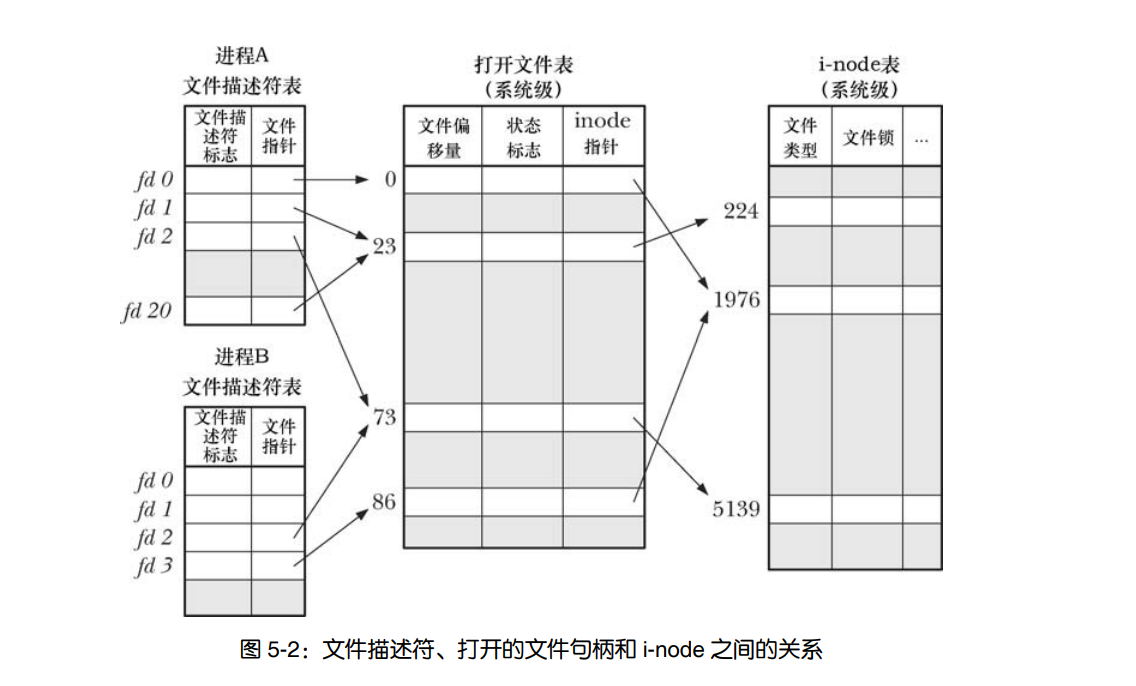 进程A
文件描述符表
文件描
述符
标志
文件
指针
fd 0
fd 1
fd 2
fd 20
进程B
文件描述符表
文件描
述符
标志
文件
指针
fd 0
fd 1
fd 2
fd 3
打开文件表
（系统级）
文件偏
移量
状态
标志
inode
指针
0
23
73
86
i-node表
（系统级）
文件
类型
文件锁
...
224
1976
5139
图 5-2：文件描述符、打开的文件句柄和 i-node 之间的关系